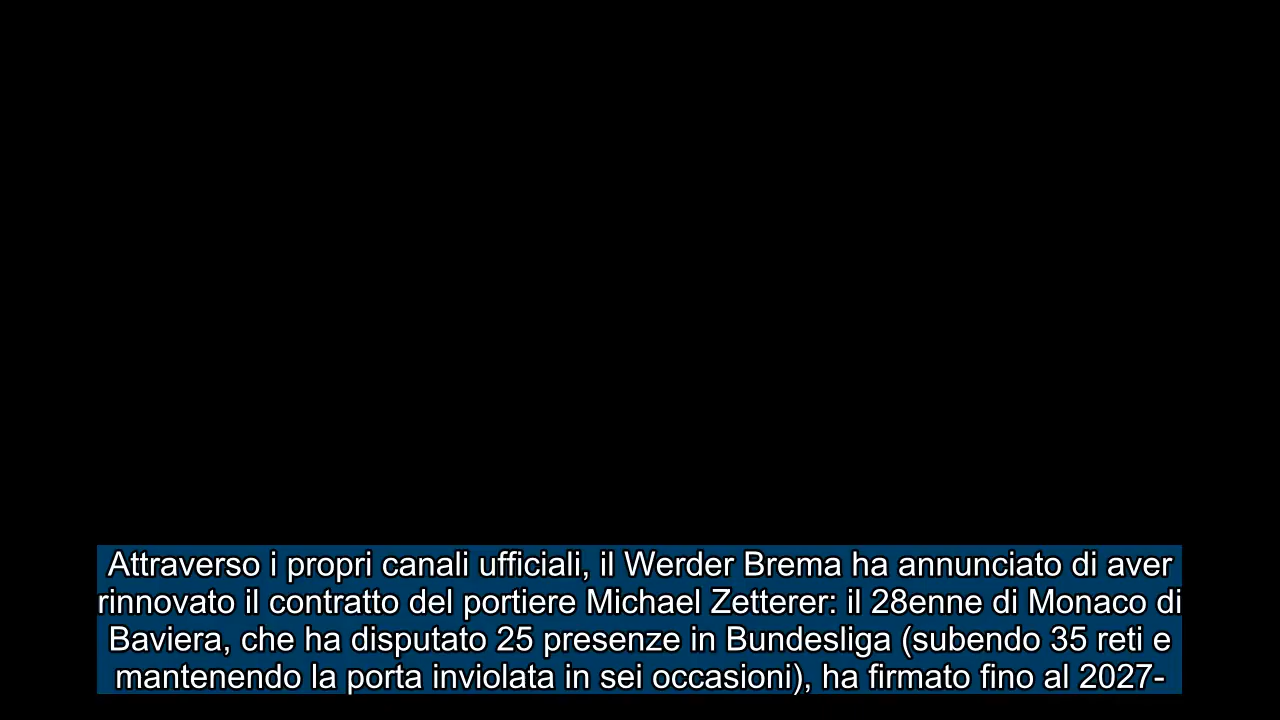 Attraverso i propri canali ufficiali, il Werder Brema ha annunciato di aver
rinnovato il contratto del portiere Michael Zetterer: il 28enne di Monaco di
Baviera, che ha disputato 25 presenze in Bundesliga (subendo 35 reti e
mantenendo la porta inviolata in sei occasioni), ha firmato fino al 2027-